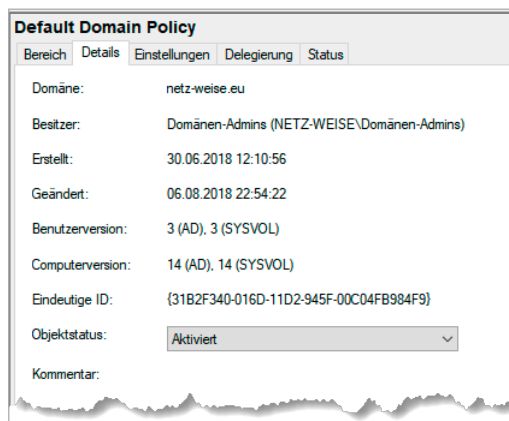 Default Domain Policy
Bereich Details Einstellungen Delegierung Status
Domäne: netz-weise.eu
Besitzer: Domänen-Admins (NETZ-WEISE\Domänen-Admins)
Erstellt: 30.06.2018 12:10:56
Geändert: 06.08.2018 22:54:22
Benutzerversion: 3 (AD), 3 (SYSVOL)
Computerversion: 14 (AD), 14 (SYSVOL)
Eindeutige ID: {31B2F340-016D-11D2-945F-00C04FB984F9}
Objektstatus: Aktiviert
Kommentar: